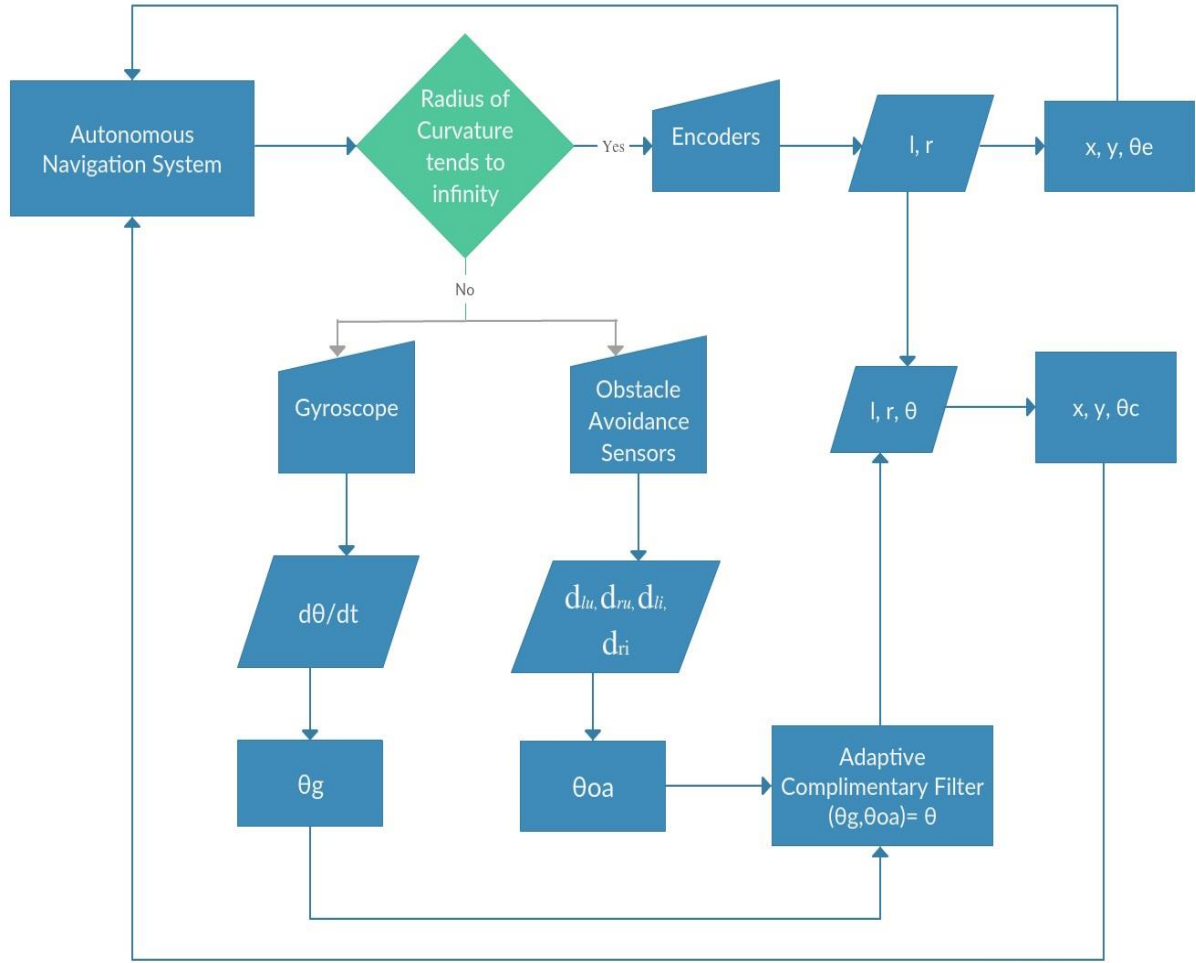 Autonomous
Navigation System
Radius of
Curvature
tends to
infinity
Yes
Encoders
l, r
x, y, θe
No
Gyroscope
Obstacle
Avoidance
Sensors
l, r, θ
x, y, θc
dθ/dt
dlu, dru, dli,
dri
θg
θoa
Adaptive
Complimentary Filter
(θg,θoa)= θ